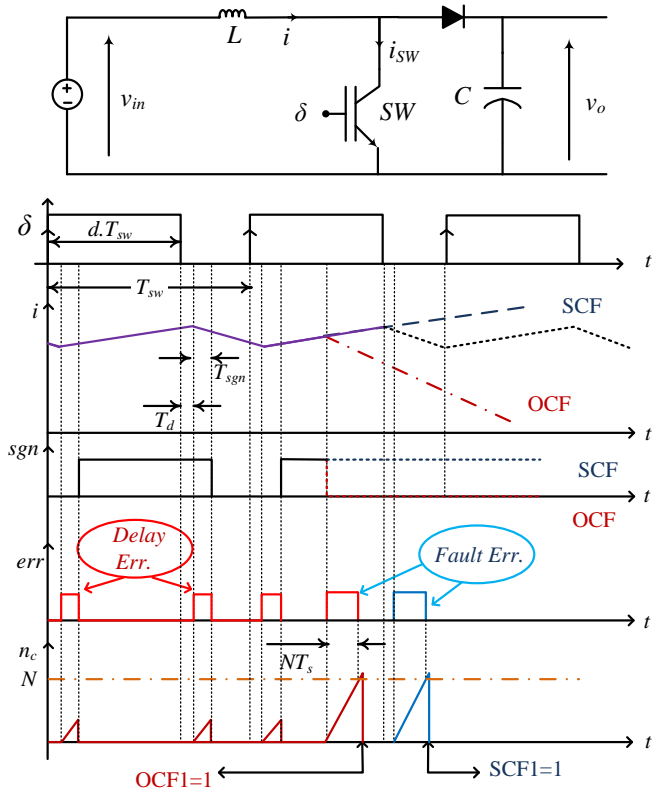 L
i
i_SW
v_in
δ
SW
C
v_o
δ
d.T_sw
t
T_sw
i
SCF
T_sgn
T_d
OCF
t
sgn
SCF
t
OCF
Delay
Err.
Fault Err.
err
t
n_c
NT_s
N
t
OCF1=1
SCF1=1